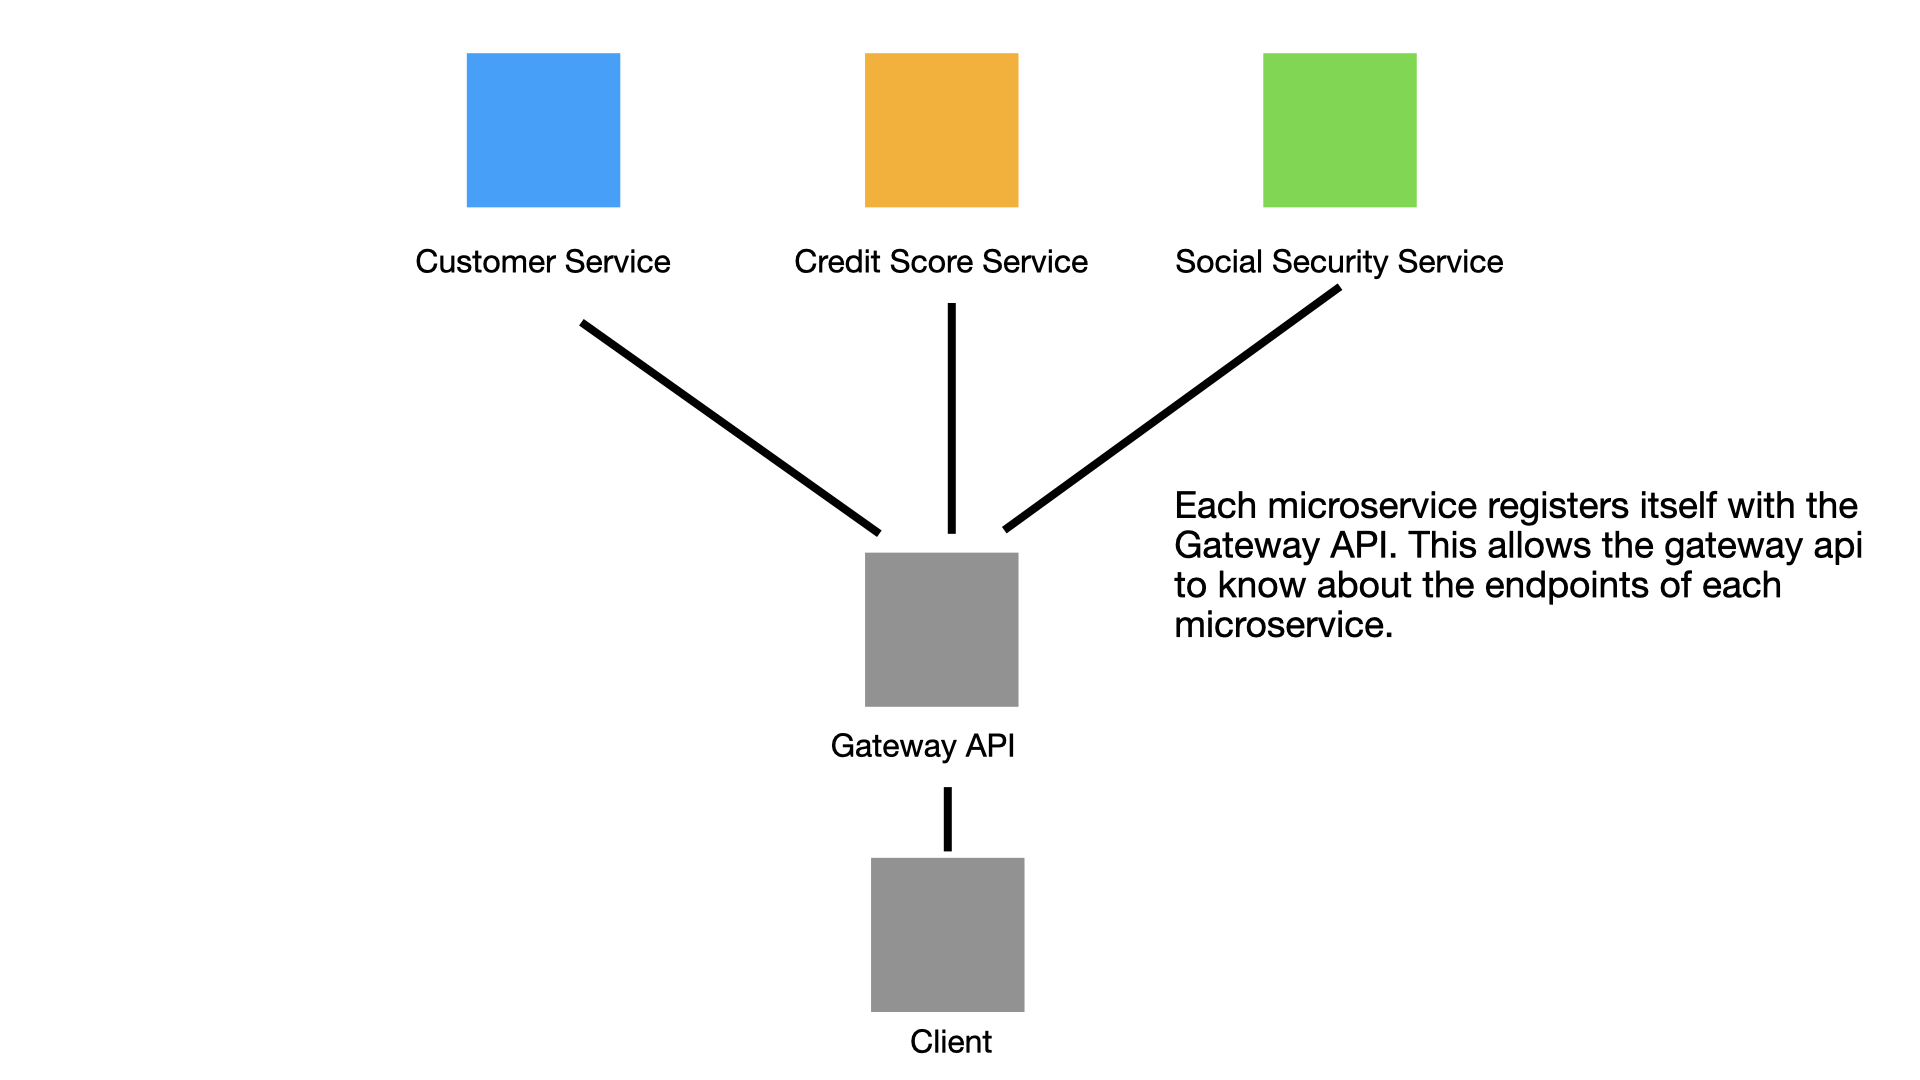 Customer Service
Credit Score Service
Social Security Service
Each microservice registers itself with the
Gateway API. This allows the gateway api
to know about the endpoints of each
microservice.
Gateway API
Client